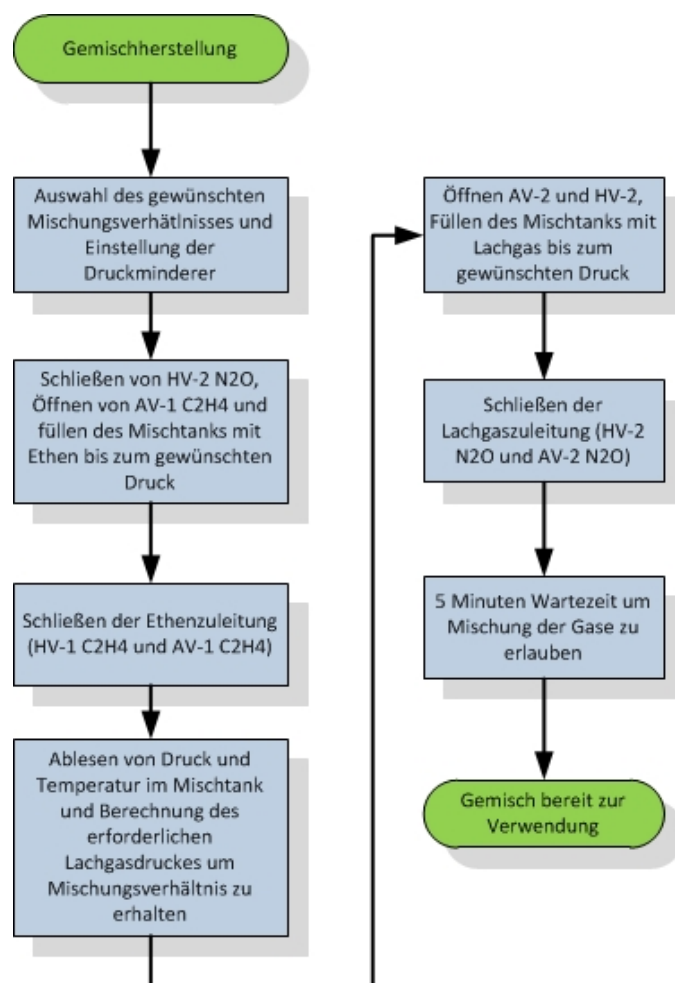 Gemischherstellung
Auswahl des gewünschten
Mischungsverhätlnisses und
Einstellung der
Druckminderer
Schließen von HV-2 N2O,
Öffnen von AV-1 C2H4 und
füllen des Mischtanks mit
Ethen bis zum gewünschten
Druck
Schließen der Ethenzuleitung
(HV-1 C2H4 und AV-1 C2H4)
Ablesen von Druck und
Temperatur im Mischtank
und Berechnung des
erforderlichen
Lachgasdruckes um
Mischungsverhältnis zu
erhalten
Öffnen AV-2 und HV-2,
Füllen des Mischtanks mit
Lachgas bis zum
gewünschten Druck
Schließen der
Lachgaszuleitung (HV-2
N2O und AV-2 N2O)
5 Minuten Wartezeit um
Mischung der Gase zu
erlauben
Gemisch bereit zur
Verwendung